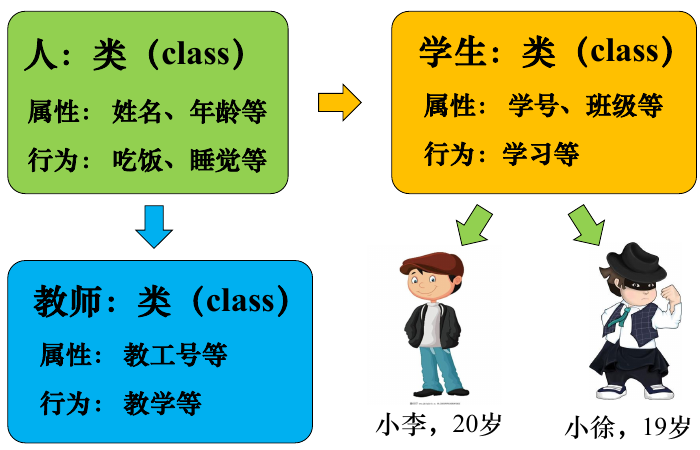 人：类（class）
属性： 姓名、年龄等
行为： 吃饭、睡觉等
学生：类（class）
属性： 学号、班级等
行为：学习等
教师：类（class）
属性： 教工号等
行为： 教学等
小李，20岁
小徐，19岁